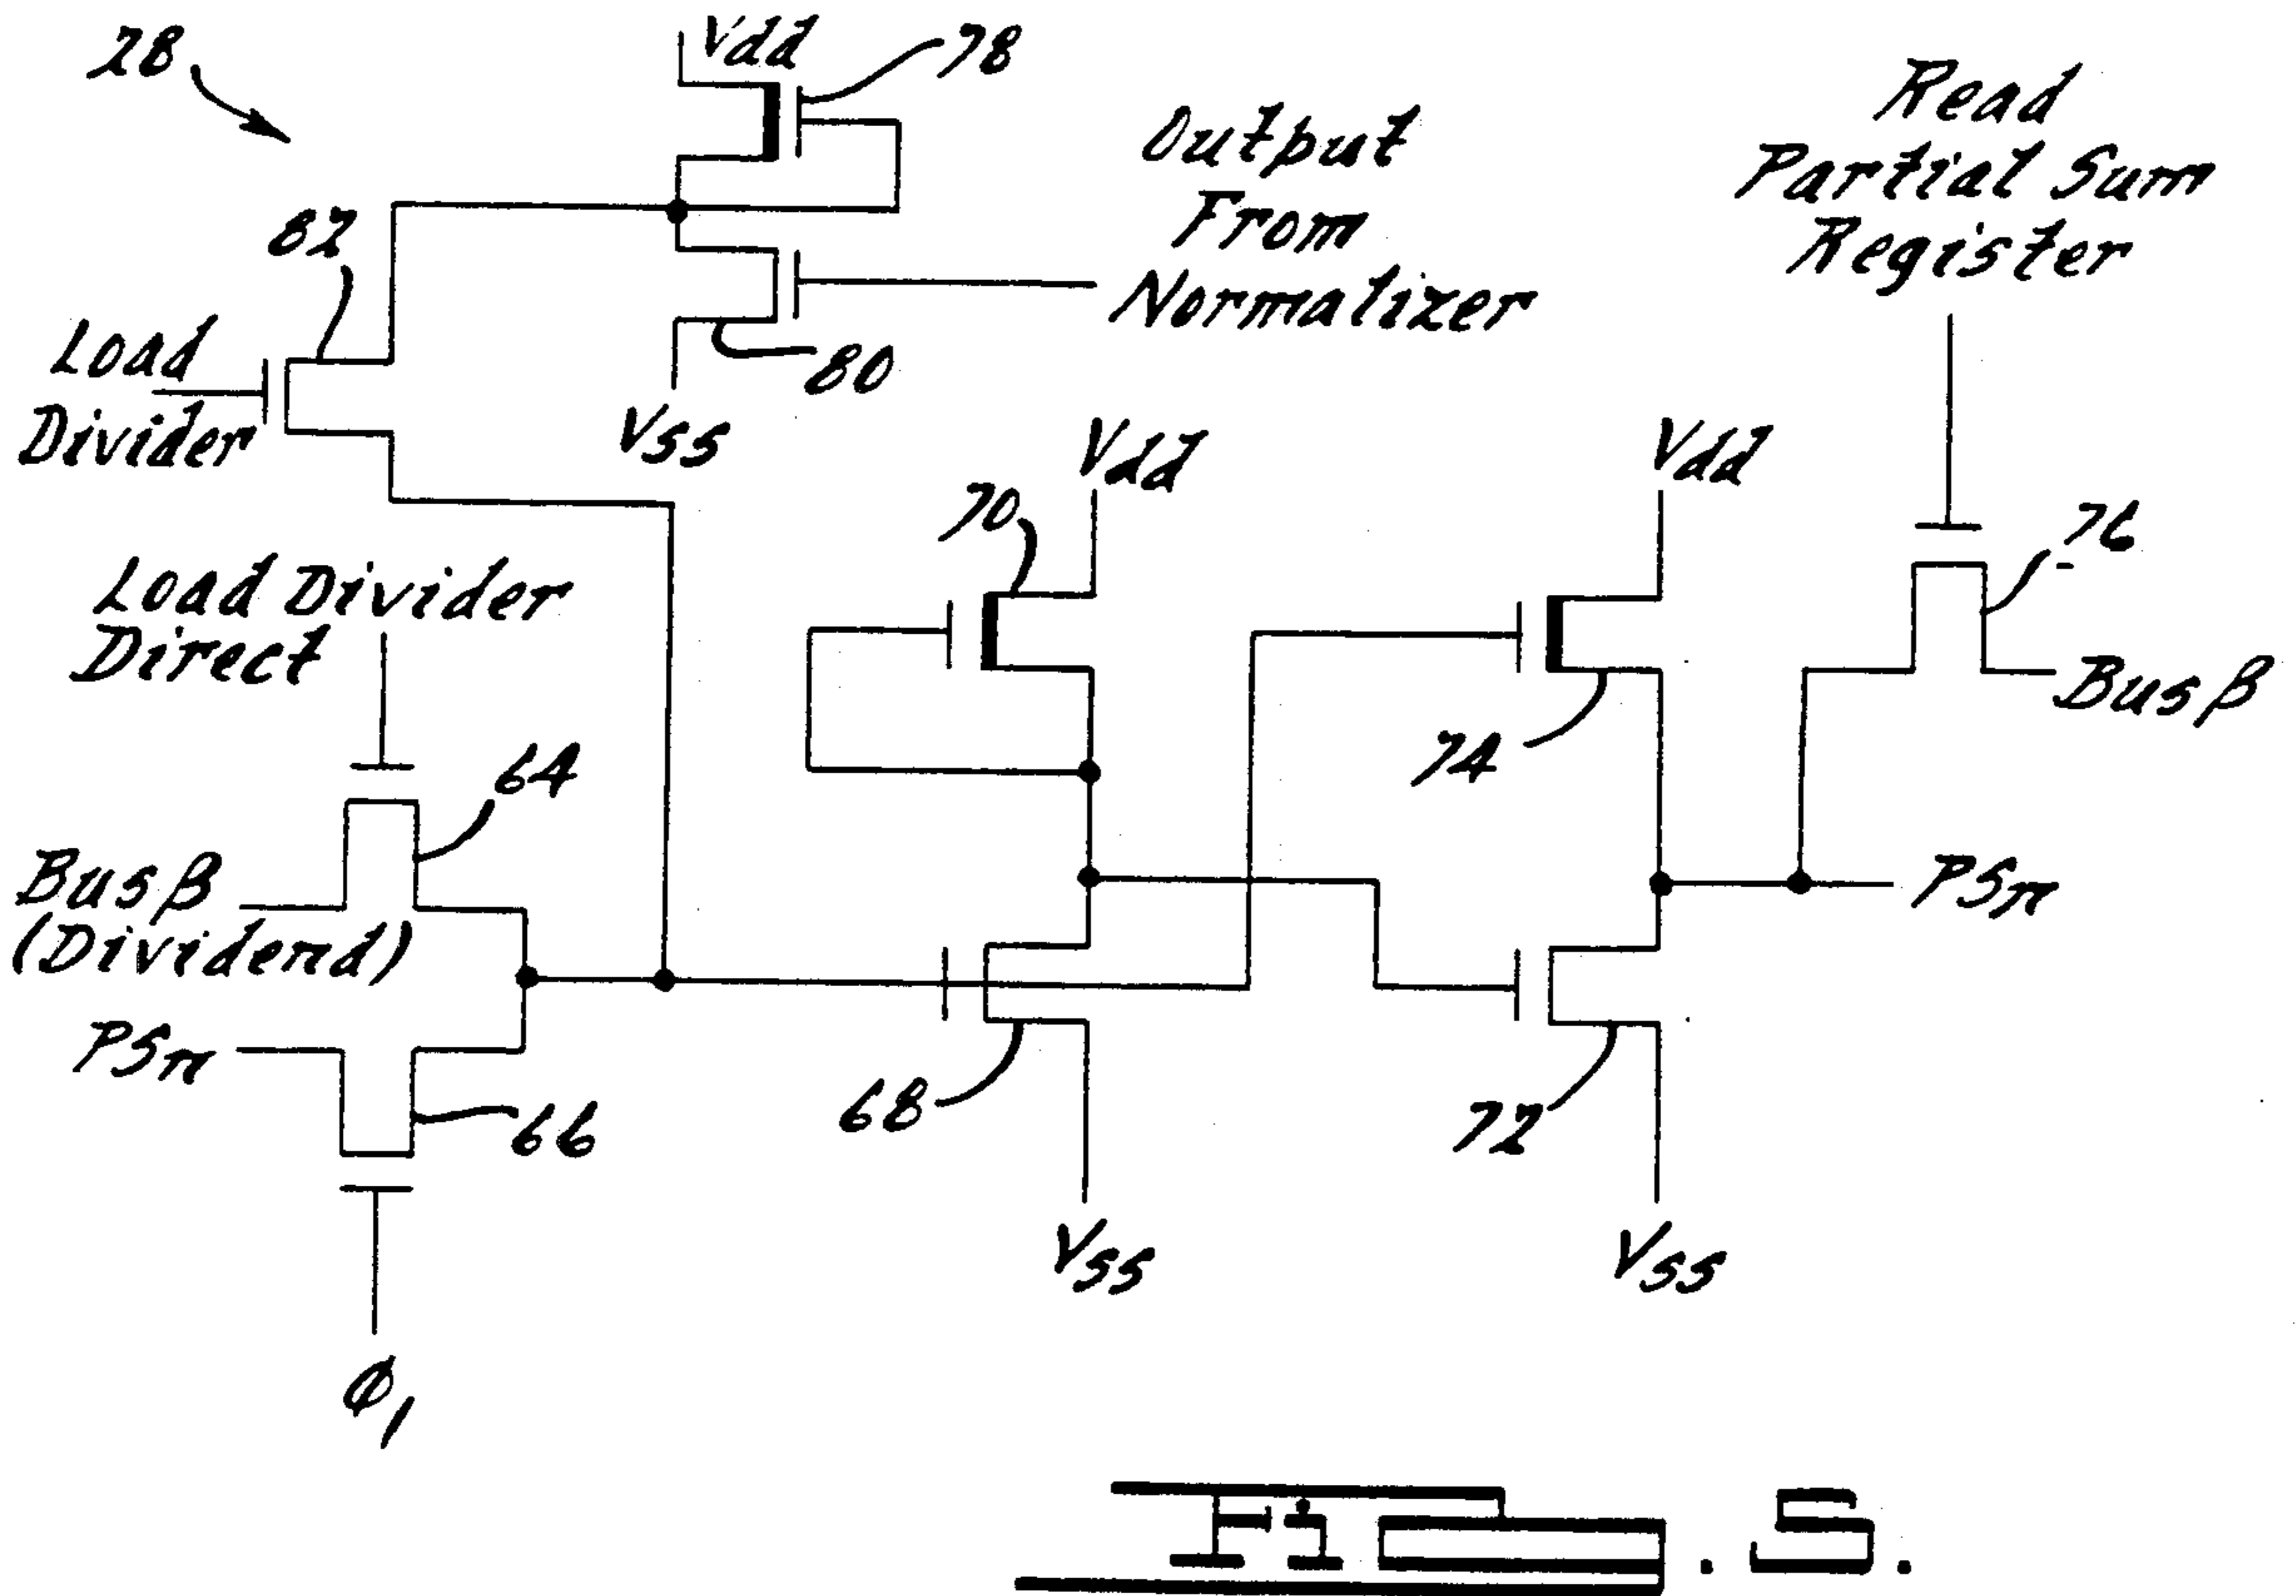 28
Vdd
78
Output
From
Normalizer
Read
Partial Sum
Register
82
Load
Divider
80
Vss
Vdd
Vdd
70
76
Load Divider
Direct
Bus β
74
64
Bus β
(Dividend)
PSn
PSn
66
68
72
Vss
Vss
Φ1
Fig. 5.